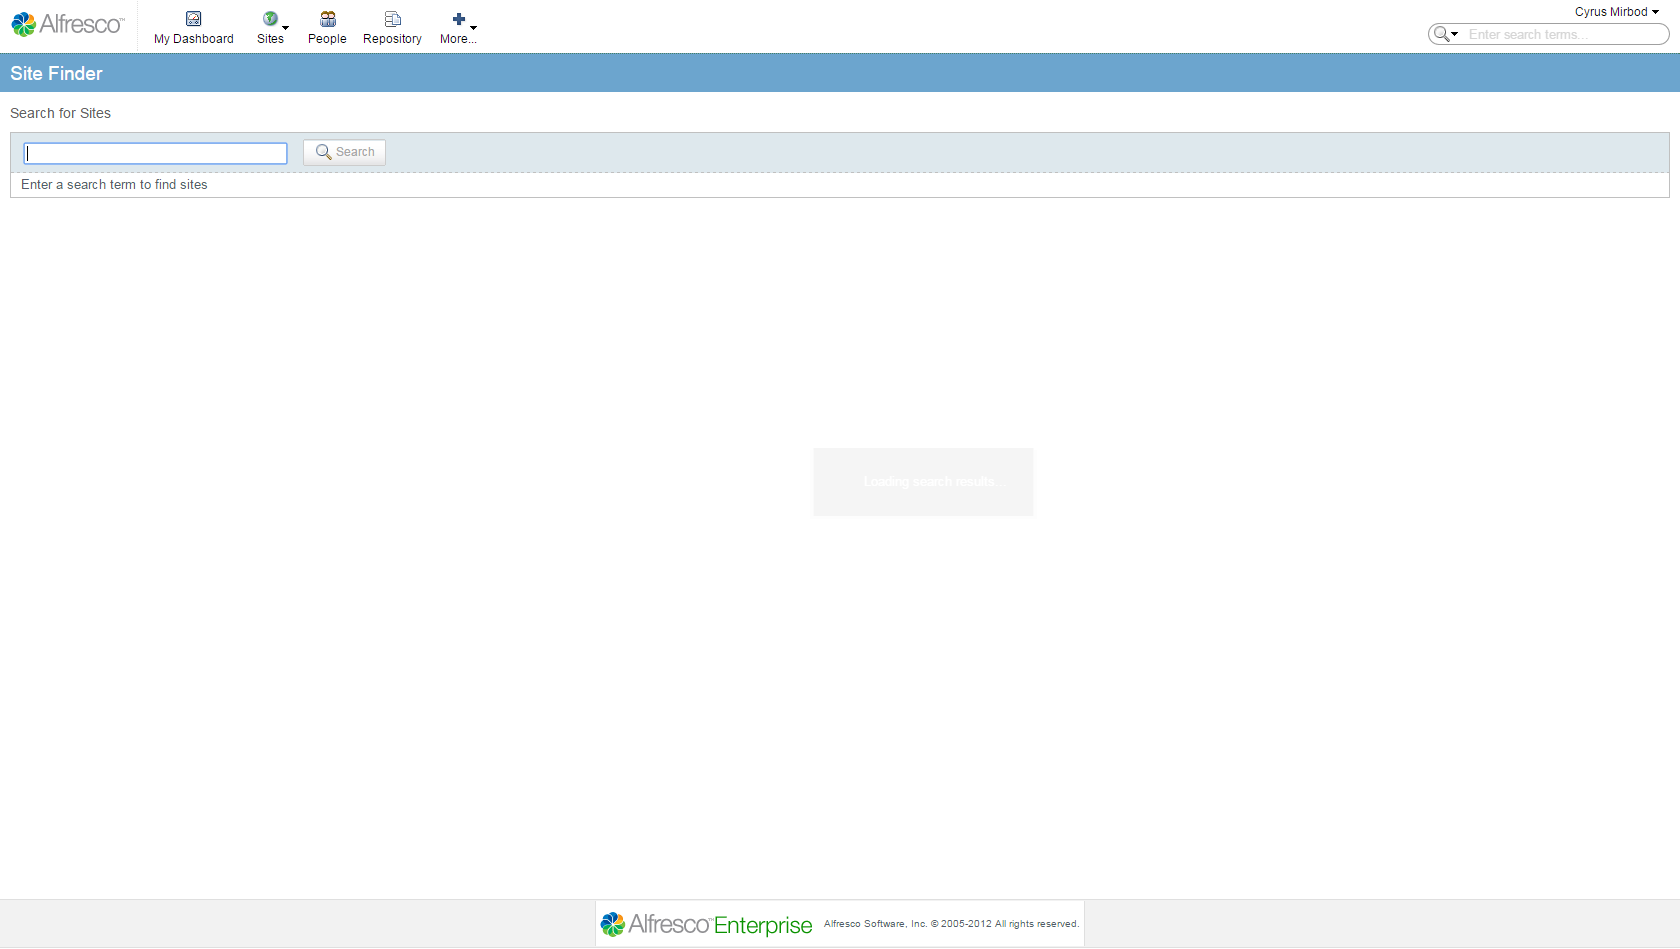 Alfresco™
My Dashboard
Sites
People
Repository
More...
Cyrus Mirbod
Enter search terms...
Site Finder
Search for Sites
Search
Enter a search term to find sites
Loading search results...
Alfresco™ Enterprise
Alfresco Software, Inc. © 2005-2012 All rights reserved.